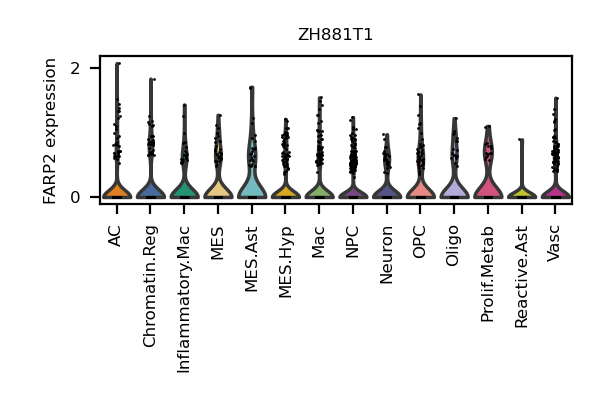 ZH881T1
FARP2 expression
2
0
AC
Chromatin.Reg
Inflammatory.Mac
MES
MES.Ast
MES.Hyp
Mac
NPC
Neuron
OPC
Oligo
Prolif.Metab
Reactive.Ast
Vasc